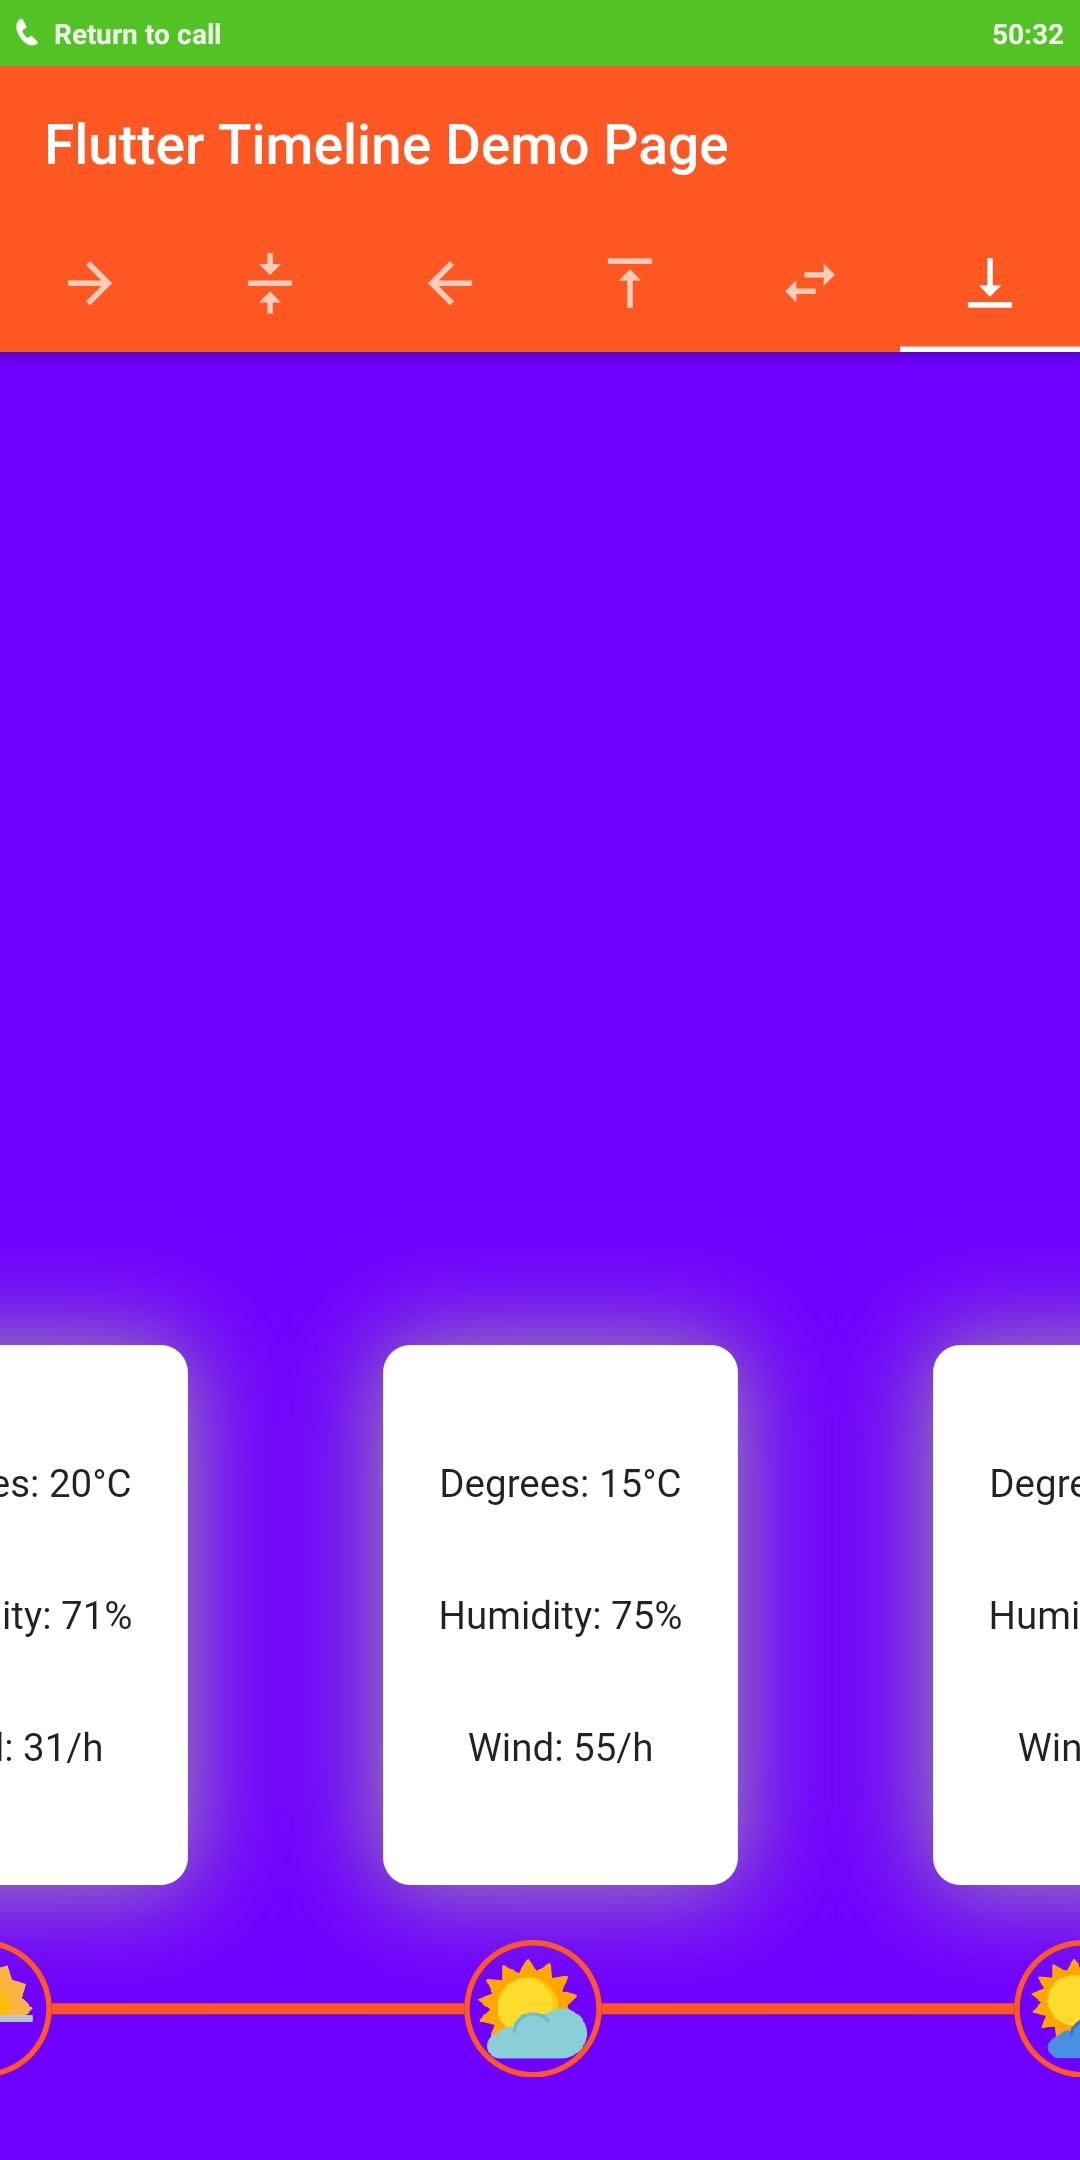 Return to call 50:32
Flutter Timeline Demo Page
es: 20°C
ity: 71%
: 31/h
Degrees: 15°C
Humidity: 75%
Wind: 55/h
Degre
Humi
Win